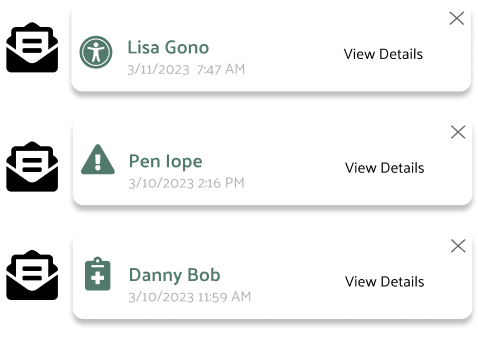 Lisa Gono
3/11/2023 7:47 AM
View Details
Pen lope
3/10/2023 2:16 PM
View Details
Danny Bob
3/10/2023 11:59 AM
View Details